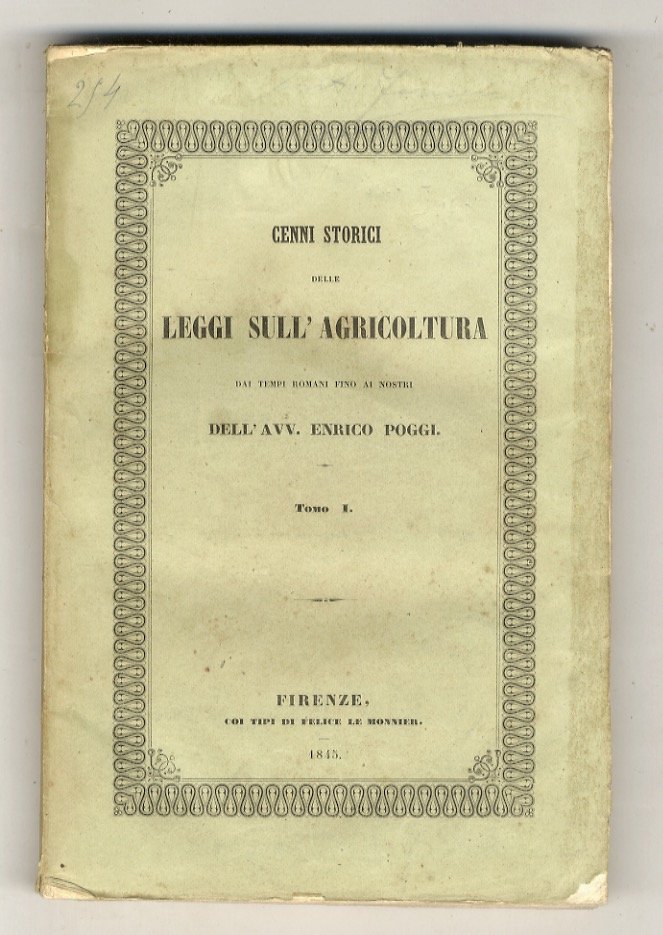 CENNI STORICI
DELLE
LEGGI SULL'AGRICOLTURA
DAI TEMPI ROMANI FINO AI NOSTRI
DELL'AVV. ENRICO POGGI.
Tomo I.
FIRENZE,
COI TIPI DI FELICE LE MONNIER.
1845.